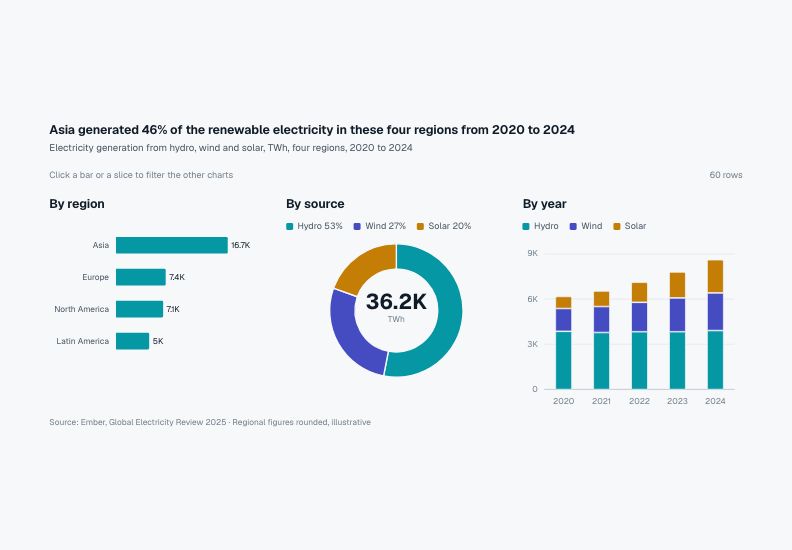 Asia generated 46% of the renewable electricity in these four regions from 2020 to 2024
Electricity generation from hydro, wind and solar, TWh, four regions, 2020 to 2024
Click a bar or a slice to filter the other charts
60 rows
By region
Asia 16.7K
Europe 7.4K
North America 7.1K
Latin America 5K
By source
Hydro 53% Wind 27% Solar 20%
36.2K
TWh
By year
Hydro Wind Solar
9K
6K
3K
0
2020 2021 2022 2023 2024
Source: Ember, Global Electricity Review 2025 · Regional figures rounded, illustrative